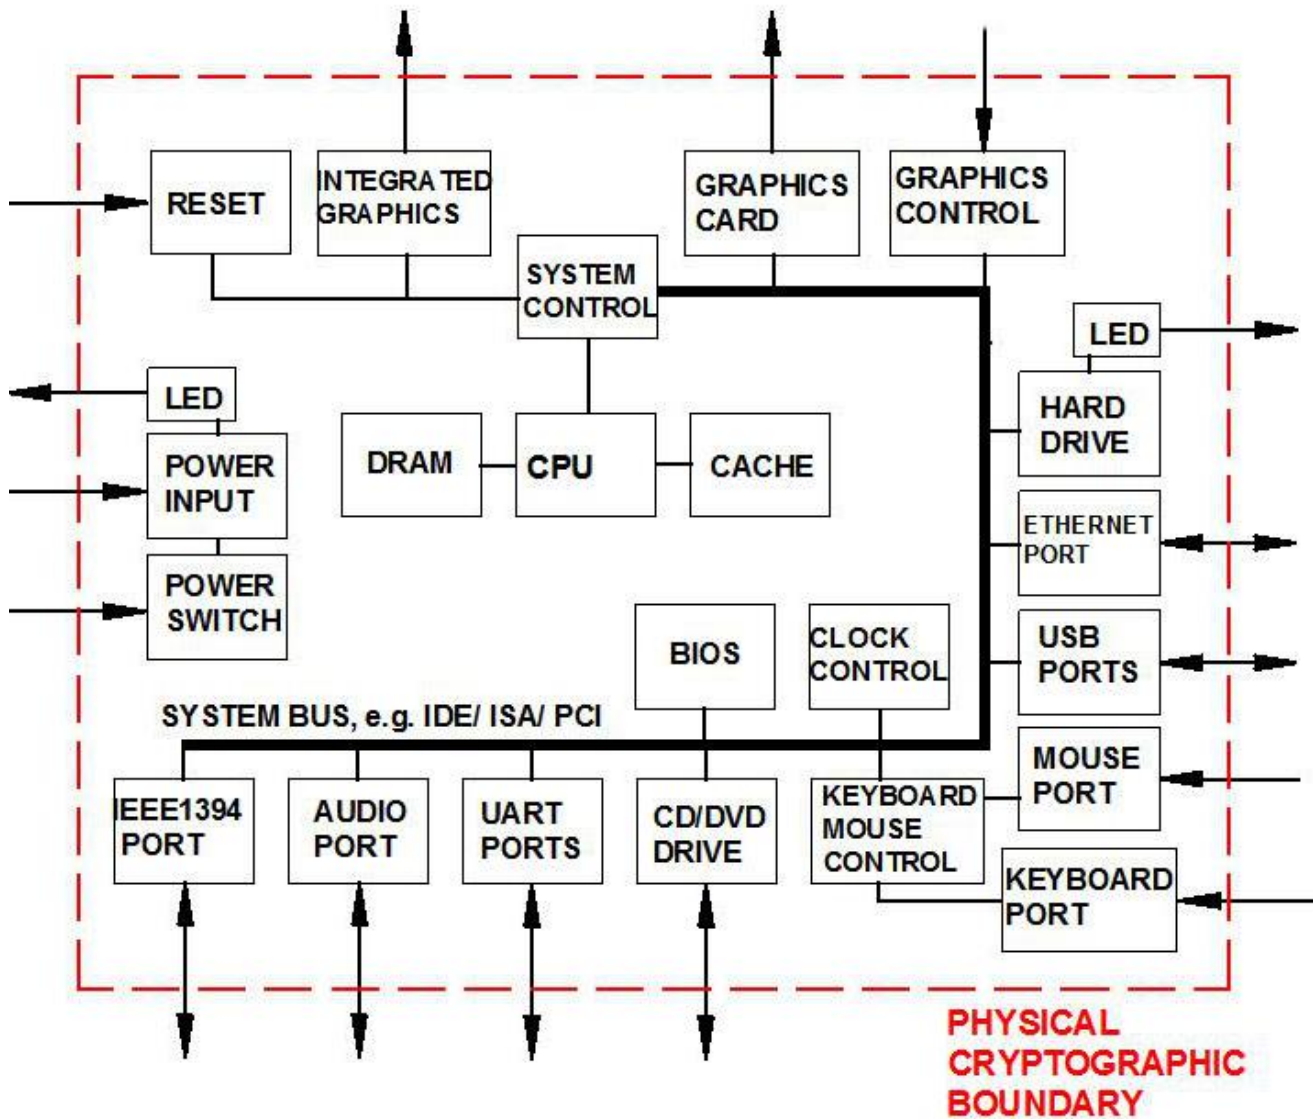 RESET
INTEGRATED
GRAPHICS
GRAPHICS
CARD
GRAPHICS
CONTROL
SYSTEM
CONTROL
LED
HARD
DRIVE
LED
POWER
INPUT
DRAM
CPU
CACHE
ETHERNET
PORT
POWER
SWITCH
BIOS
CLOCK
CONTROL
USB
PORTS
SYSTEM BUS, e.g. IDE/ ISA/ PCI
MOUSE
PORT
IEEE1394
PORT
AUDIO
PORT
UART
PORTS
CD/DVD
DRIVE
KEYBOARD
MOUSE
CONTROL
KEYBOARD
PORT
PHYSICAL
CRYPTOGRAPHIC
BOUNDARY